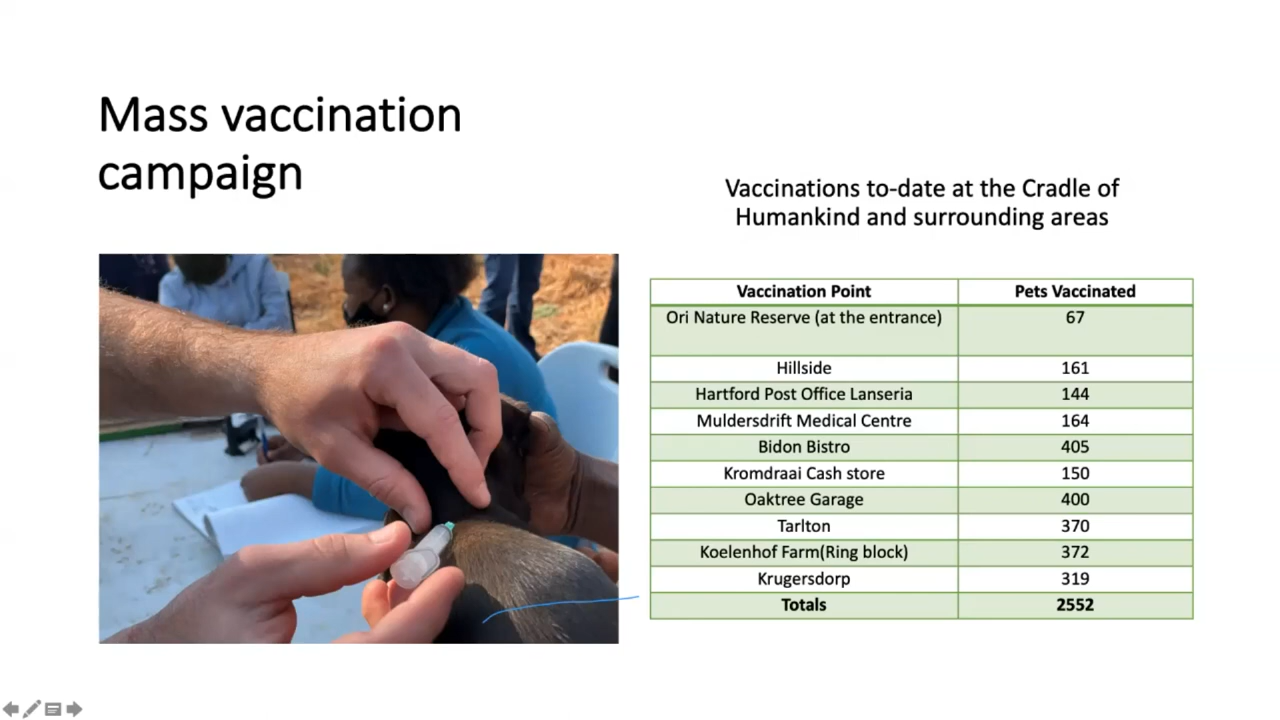 Mass vaccination
campaign
Vaccinations to-date at the Cradle of
Humankind and surrounding areas
Vaccination Point Pets Vaccinated
Ori Nature Reserve (at the entrance) 67
Hillside 161
Hartford Post Office Lanseria 144
Muldersdrift Medical Centre 164
Bidon Bistro 405
Kromdraai Cash store 150
Oaktree Garage 400
Tarlton 370
Koelenhof Farm(Ring block) 372
Krugersdorp 319
Totals 2552